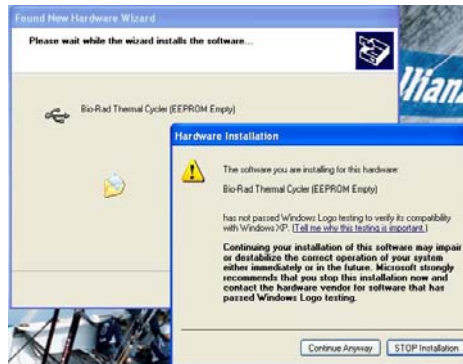 Found New Hardware Wizard
Please wait while the wizard installs the software...
Bio-Rad Thermal Cycler (EEPROM Empty)
Hardware Installation
The software you are installing for this hardware:
Bio-Rad Thermal Cycler (EEPROM Empty)
has not passed Windows Logo testing to verify its compatibility
with Windows XP. (Tell me why this testing is important.)
Continuing your installation of this software may impair
or destabilize the correct operation of your system
either immediately or in the future. Microsoft strongly
recommends that you stop this installation now and
contact the hardware vendor for software that has
passed Windows Logo testing.
Continue Anyway
STOP Installation